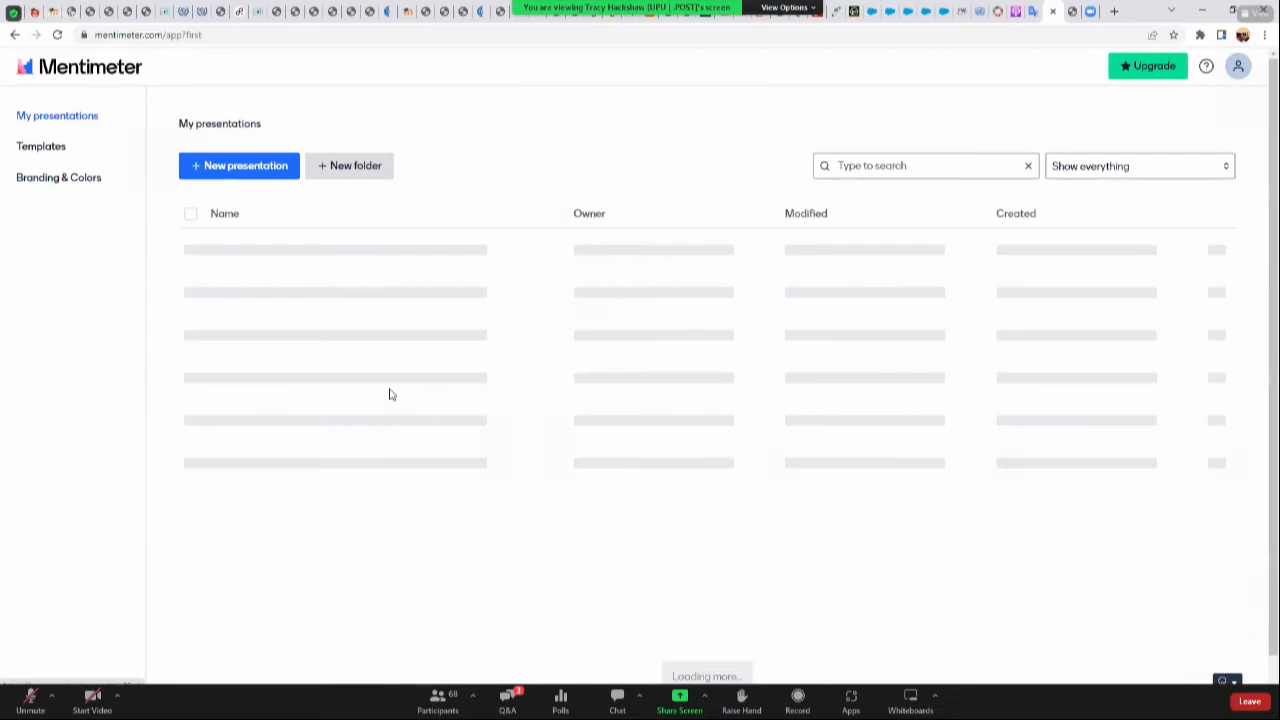 You are viewing Tracy Hackshaw (UPU | .POST)'s screen
View Options
View
mentimeter.com/app?first
Mentimeter
Upgrade
My presentations
Templates
Branding & Colors
My presentations
+ New presentation
+ New folder
Type to search
Show everything
Name
Owner
Modified
Created
Loading more...
Unmute
Start Video
68
Participants
3
Q&A
Polls
Chat
Share Screen
Raise Hand
Record
Apps
Whiteboards
Leave